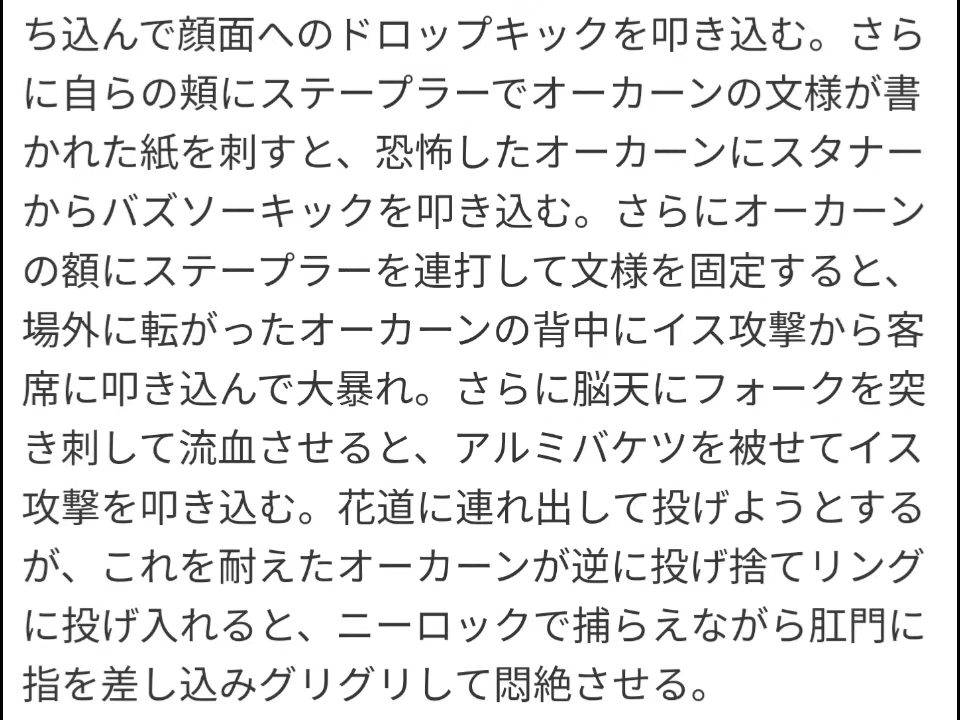 ち込んで顔面へのドロップキックを叩き込む。さら
に自らの頬にステープラーでオーカーンの文様が書
かれた紙を刺すと、恐怖したオーカーンにスタナー
からバズソーキックを叩き込む。さらにオーカーン
の額にステープラーを連打して文様を固定すると、
場外に転がったオーカーンの背中にイス攻撃から客
席に叩き込んで大暴れ。さらに脳天にフォークを突
き刺して流血させると、アルミバケツを被せてイス
攻撃を叩き込む。花道に連れ出して投げようとする
が、これを耐えたオーカーンが逆に投げ捨てリング
に投げ入れると、ニーロックで捕らえながら肛門に
指を差し込みグリグリして悶絶させる。